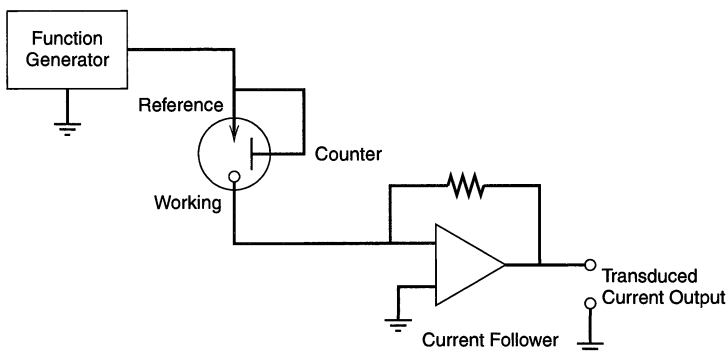 Function
Generator
Reference
Counter
Working
Transduced
Current Output
Current Follower